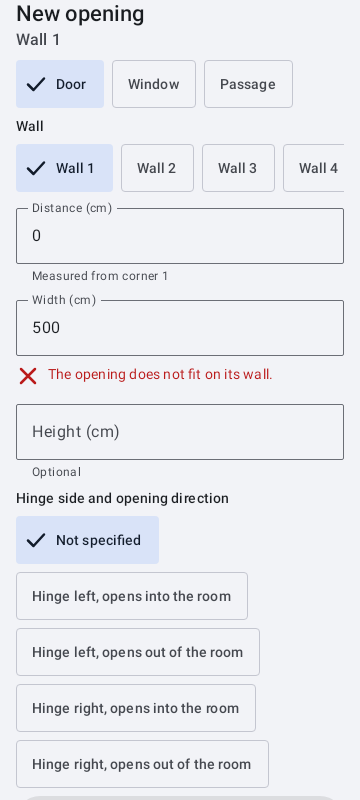 New opening
Wall 1
Door
Window
Passage
Wall
Wall 1
Wall 2
Wall 3
Wall 4
Distance (cm)
0
Measured from corner 1
Width (cm)
500
The opening does not fit on its wall.
Height (cm)
Optional
Hinge side and opening direction
Not specified
Hinge left, opens into the room
Hinge left, opens out of the room
Hinge right, opens into the room
Hinge right, opens out of the room